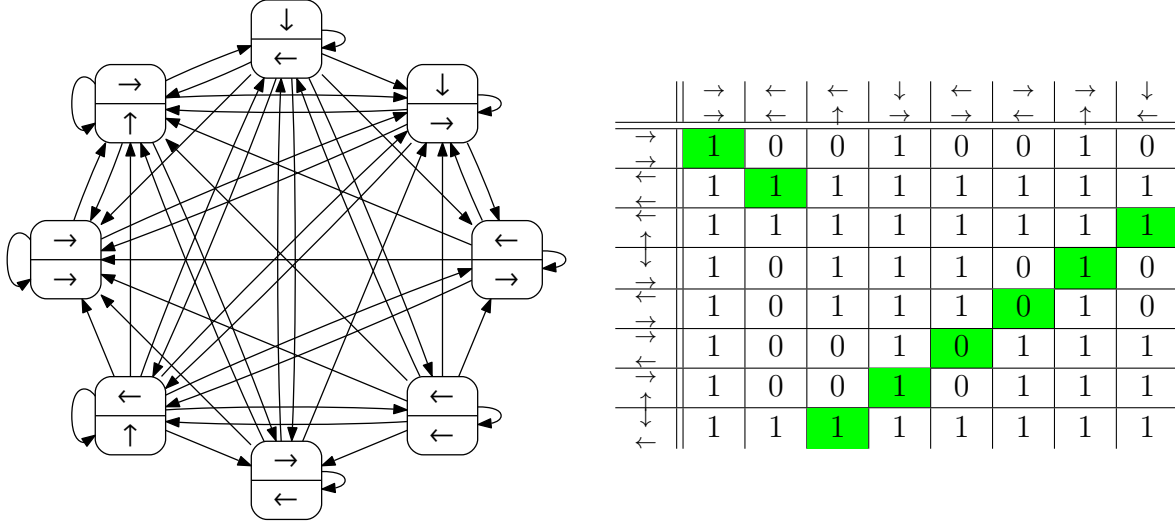 ↓
←
→
↑
↓
→
→
→
←
→
←
↑
←
←
→
←
→ ← ← ↓ ← → → ↓
→ ← ↑ → → ← ↑ ←
→
→ 1 0 0 1 0 0 1 0
←
← 1 1 1 1 1 1 1 1
←
↑ 1 1 1 1 1 1 1 1
↓
→ 1 0 1 1 1 0 1 0
←
→ 1 0 1 1 1 0 1 0
→
← 1 0 0 1 0 1 1 1
→
↑ 1 0 0 1 0 1 1 1
↓
← 1 1 1 1 1 1 1 1